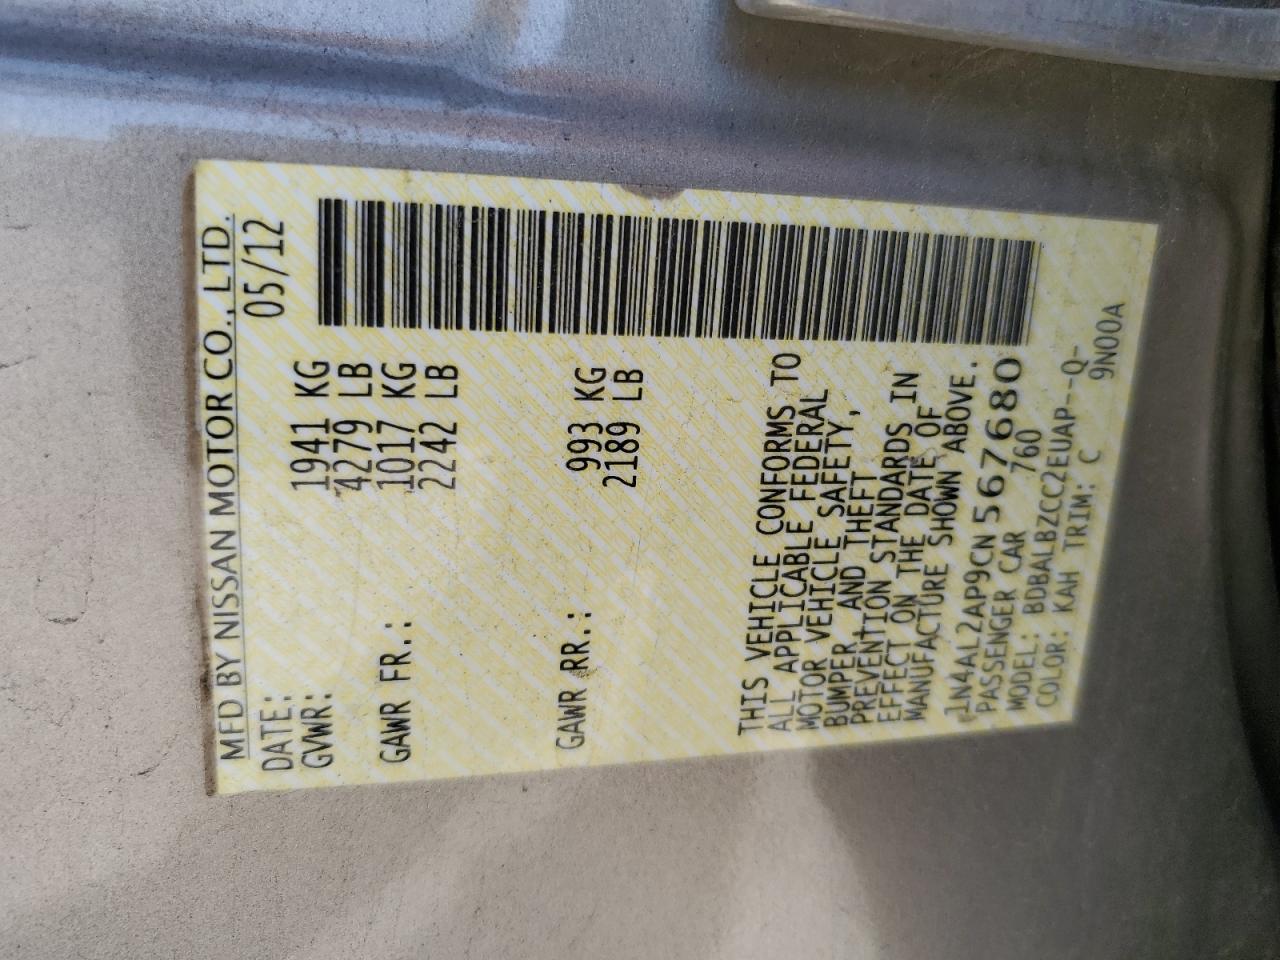 MFD BY NISSAN MOTOR CO., LTD.
DATE: 05/12
GVWR: 1941 KG
4279 LB
GAWR FR.: 1017 KG
2242 LB
GAWR RR.: 993 KG
2189 LB
THIS VEHICLE CONFORMS TO
ALL APPLICABLE FEDERAL
MOTOR VEHICLE SAFETY,
BUMPER AND THEFT
PREVENTION STANDARDS IN
EFFECT ON THE DATE OF
MANUFACTURE SHOWN ABOVE.
1N4AL2AP9CN567680
PASSENGER CAR 760
MODEL: BDBALBZCC2EUAP--Q-
COLOR: KAH TRIM: C 9N00A